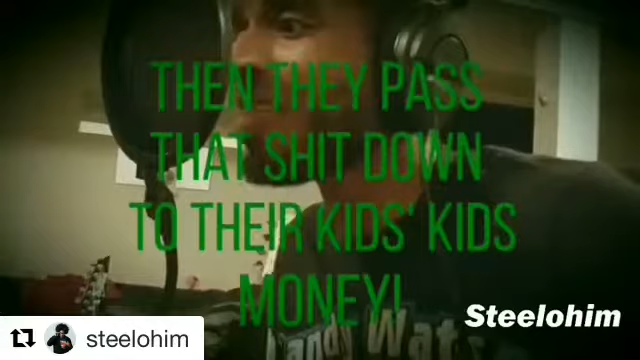 THEN THEY PASS
THAT SHIT DOWN
TO THEIR KIDS' KIDS
MONEY!
Steelohim
steelohim